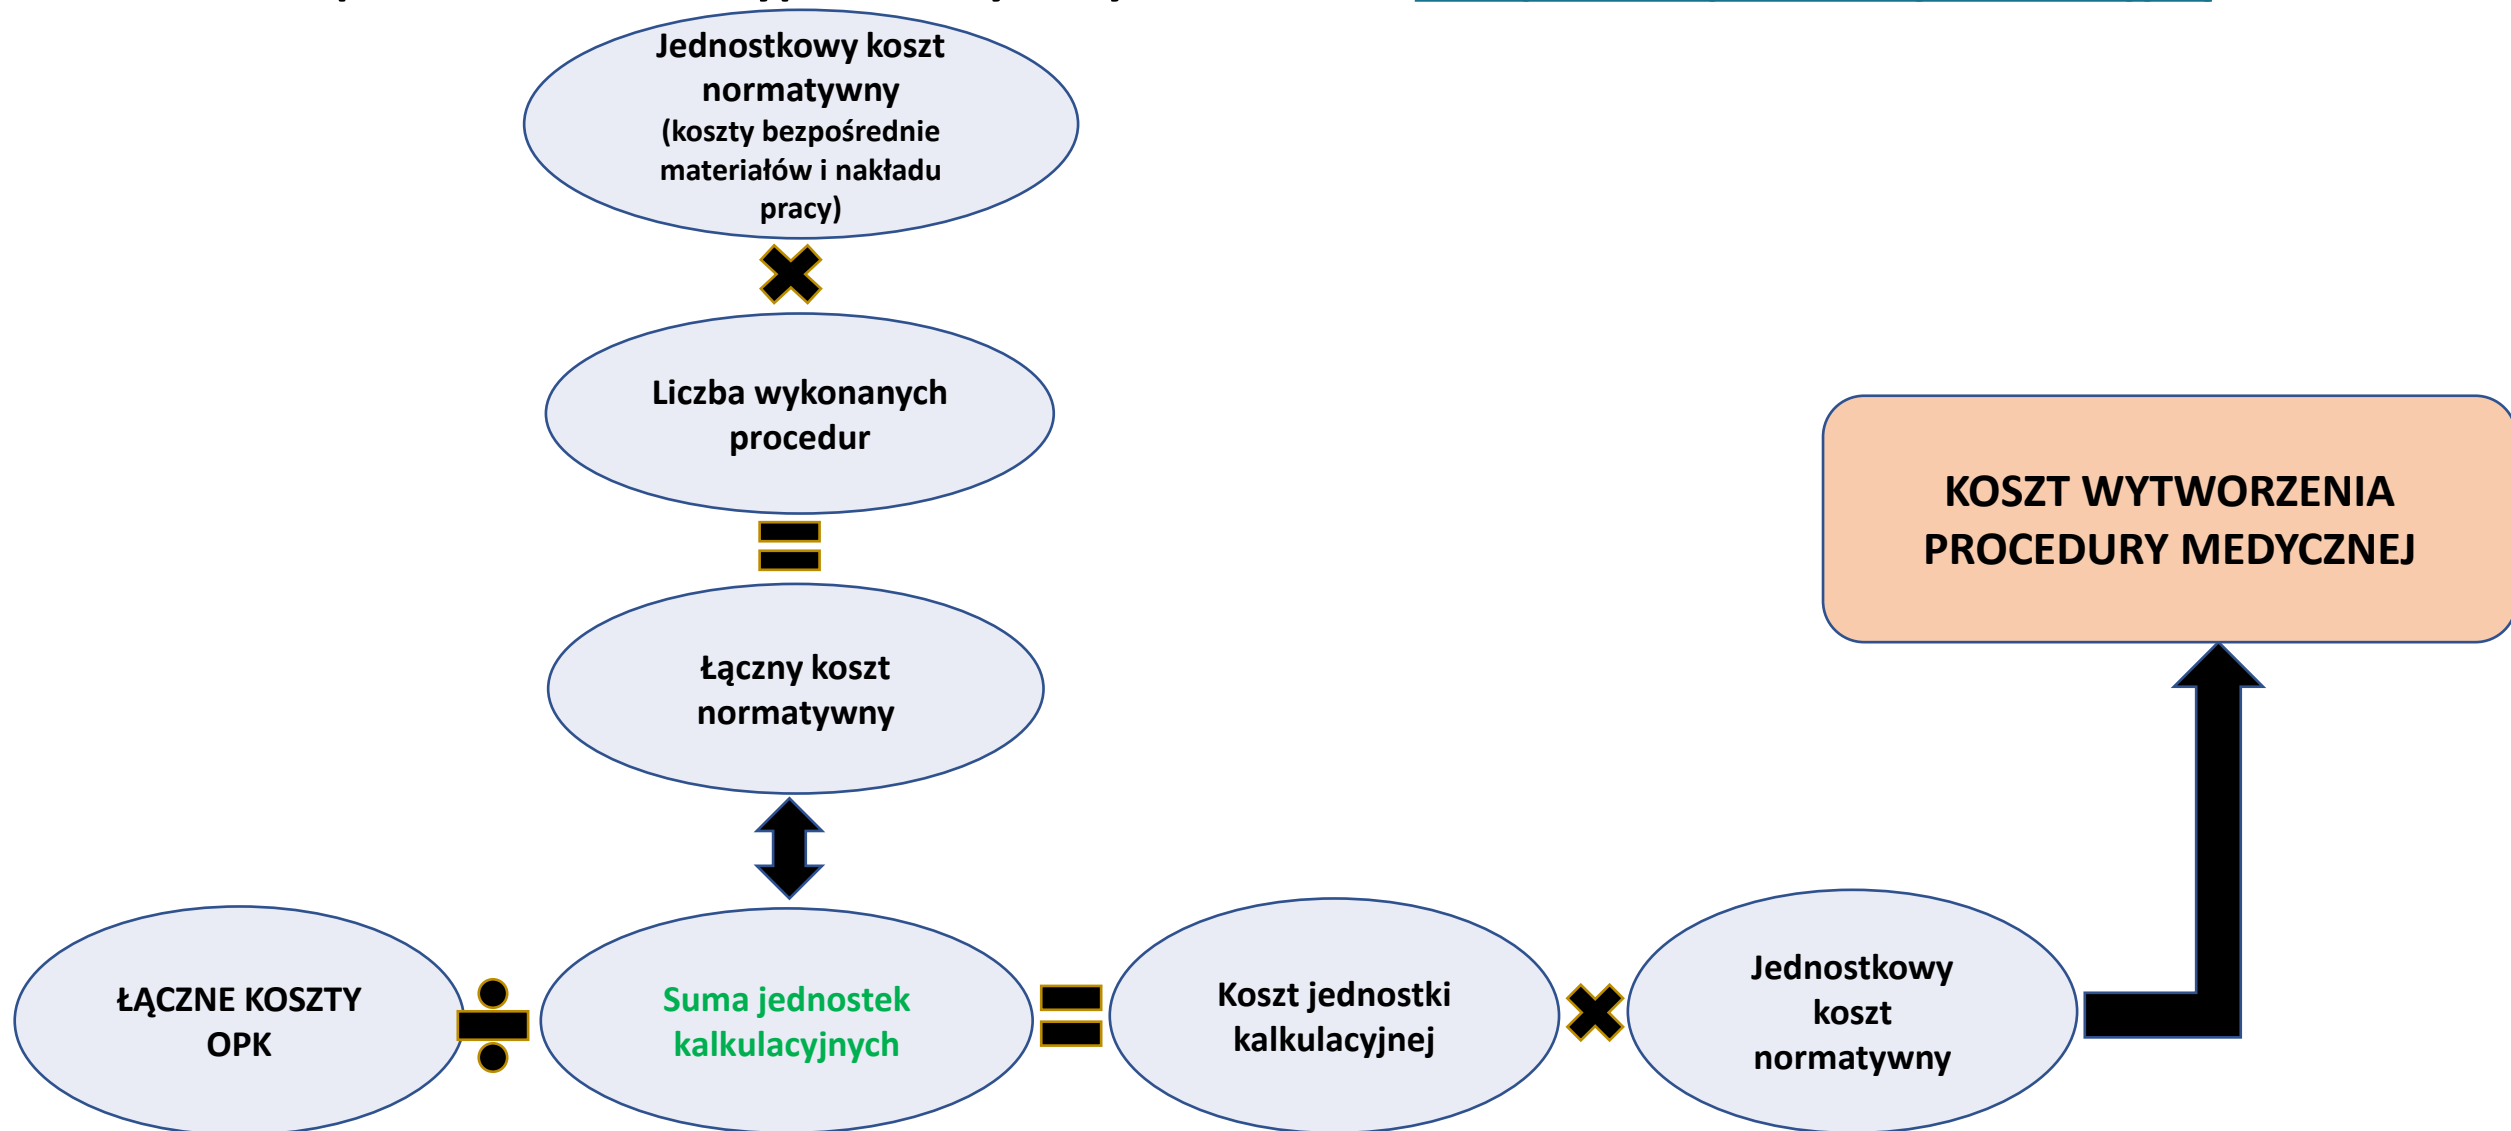 Jednostkowy koszt
normatywny
(koszty bezpośrednie
materiałów i nakładu
pracy)
Liczba wykonanych
procedur
KOSZT WYTWORZENIA
PROCEDURY MEDYCZNEJ
Łączny koszt
normatywny
ŁĄCZNE KOSZTY
OPK
Suma jednostek
kalkulacyjnych
Koszt jednostki
kalkulacyjnej
Jednostkowy
koszt
normatywny